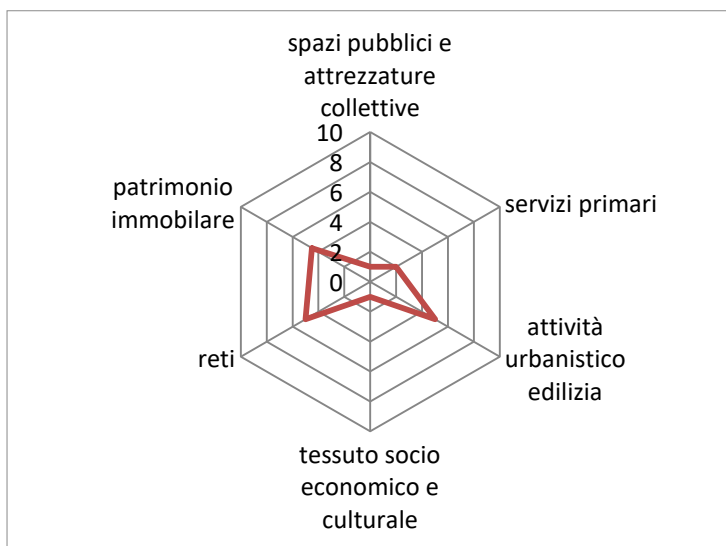 spazi pubblici e
attrezzature
collettive
10
8
6
4
2
0
servizi primari
attività
urbanistico
edilizia
tessuto socio
economico e
culturale
reti
patrimonio
immobilare